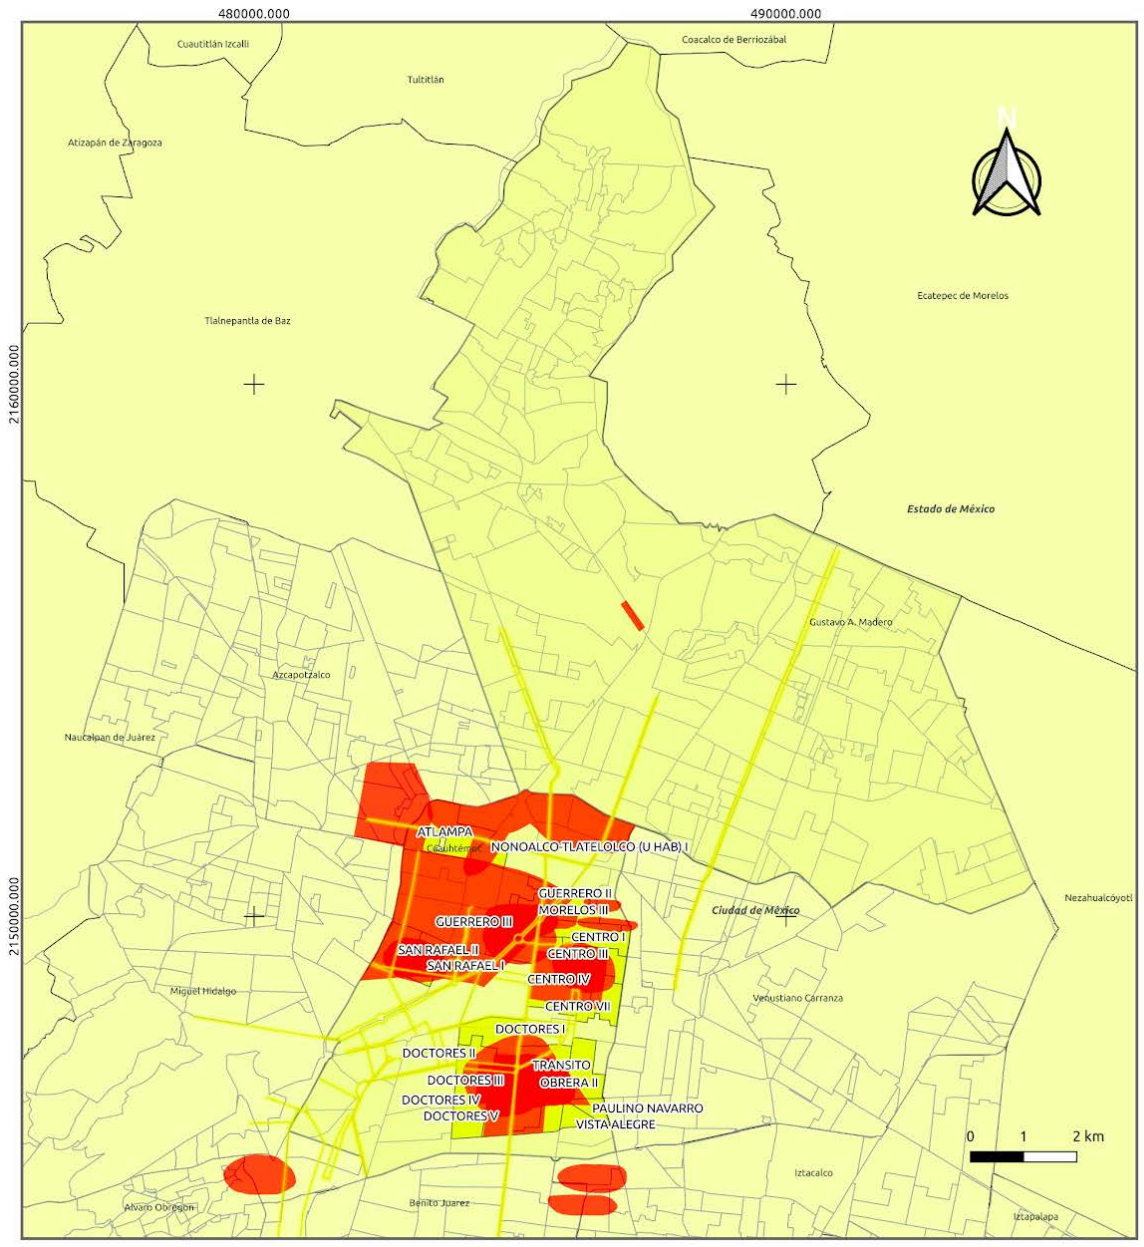 480000.000
490000.000
Cuautitlán Izcalli
Coacalco de Berriozábal
Tultitlán
N
Atizapán de Zaragoza
Ecatepec de Morelos
Tlalnepantla de Baz
2160000.000
Estado de México
Gustavo A. Madero
Azcapotzalco
Naucalpan de Juárez
ATLAMPA
Cuauhtémoc
NONOALCO-TLATELOLCO (U HAB) I
GUERRERO II
Nezahualcóyotl
MORELOS III
Ciudad de México
2150000.000
GUERRERO III
CENTRO I
SAN RAFAEL II
CENTRO III
SAN RAFAEL I
CENTRO IV
Miguel Hidalgo
Venustiano Carranza
CENTRO VII
DOCTORES I
DOCTORES II
TRANSITO
DOCTORES III
OBRERA II
DOCTORES IV
PAULINO NAVARRO
DOCTORES V
VISTA ALEGRE
0 1 2 km
Iztacalco
Alvaro Obregón
Benito Juarez
Iztapalapa